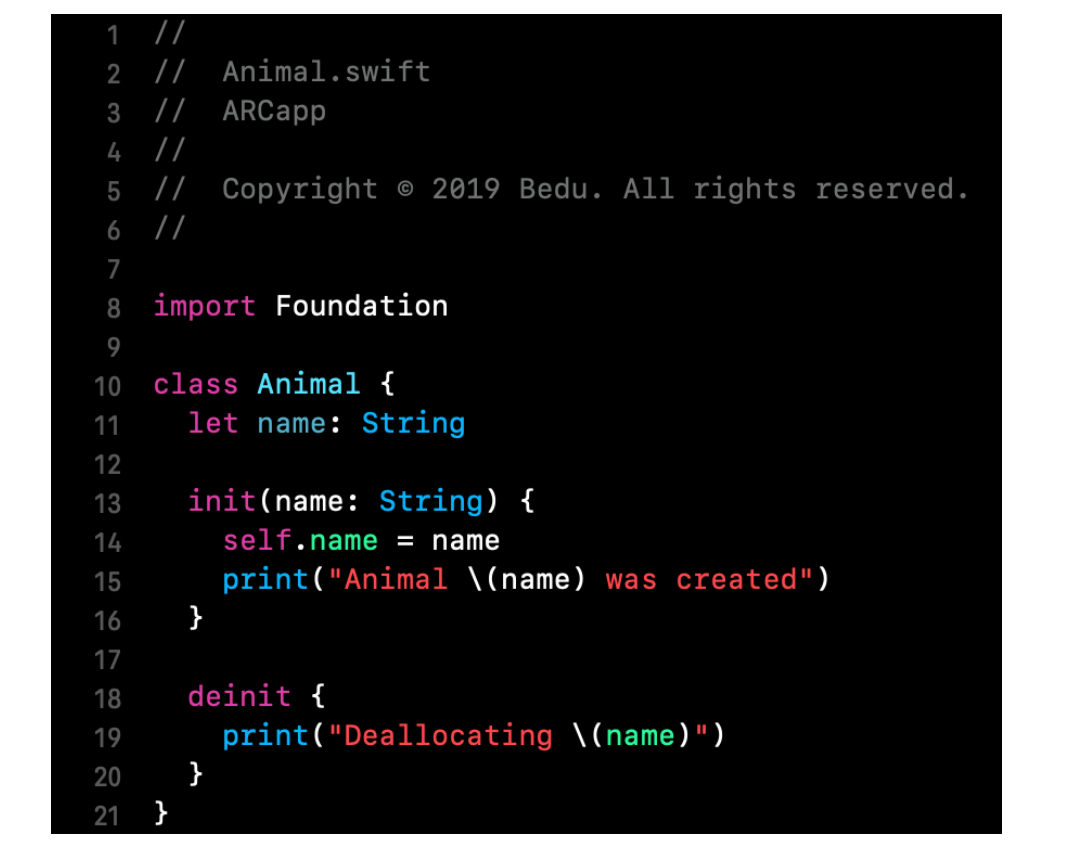 1 //
2 //  Animal.swift
3 //  ARCapp
4 //
5 //  Copyright © 2019 Bedu. All rights reserved.
6 //
7
8 import Foundation
9
10 class Animal {
11   let name: String
12
13   init(name: String) {
14     self.name = name
15     print("Animal \(name) was created")
16   }
17
18   deinit {
19     print("Deallocating \(name)")
20   }
21 }